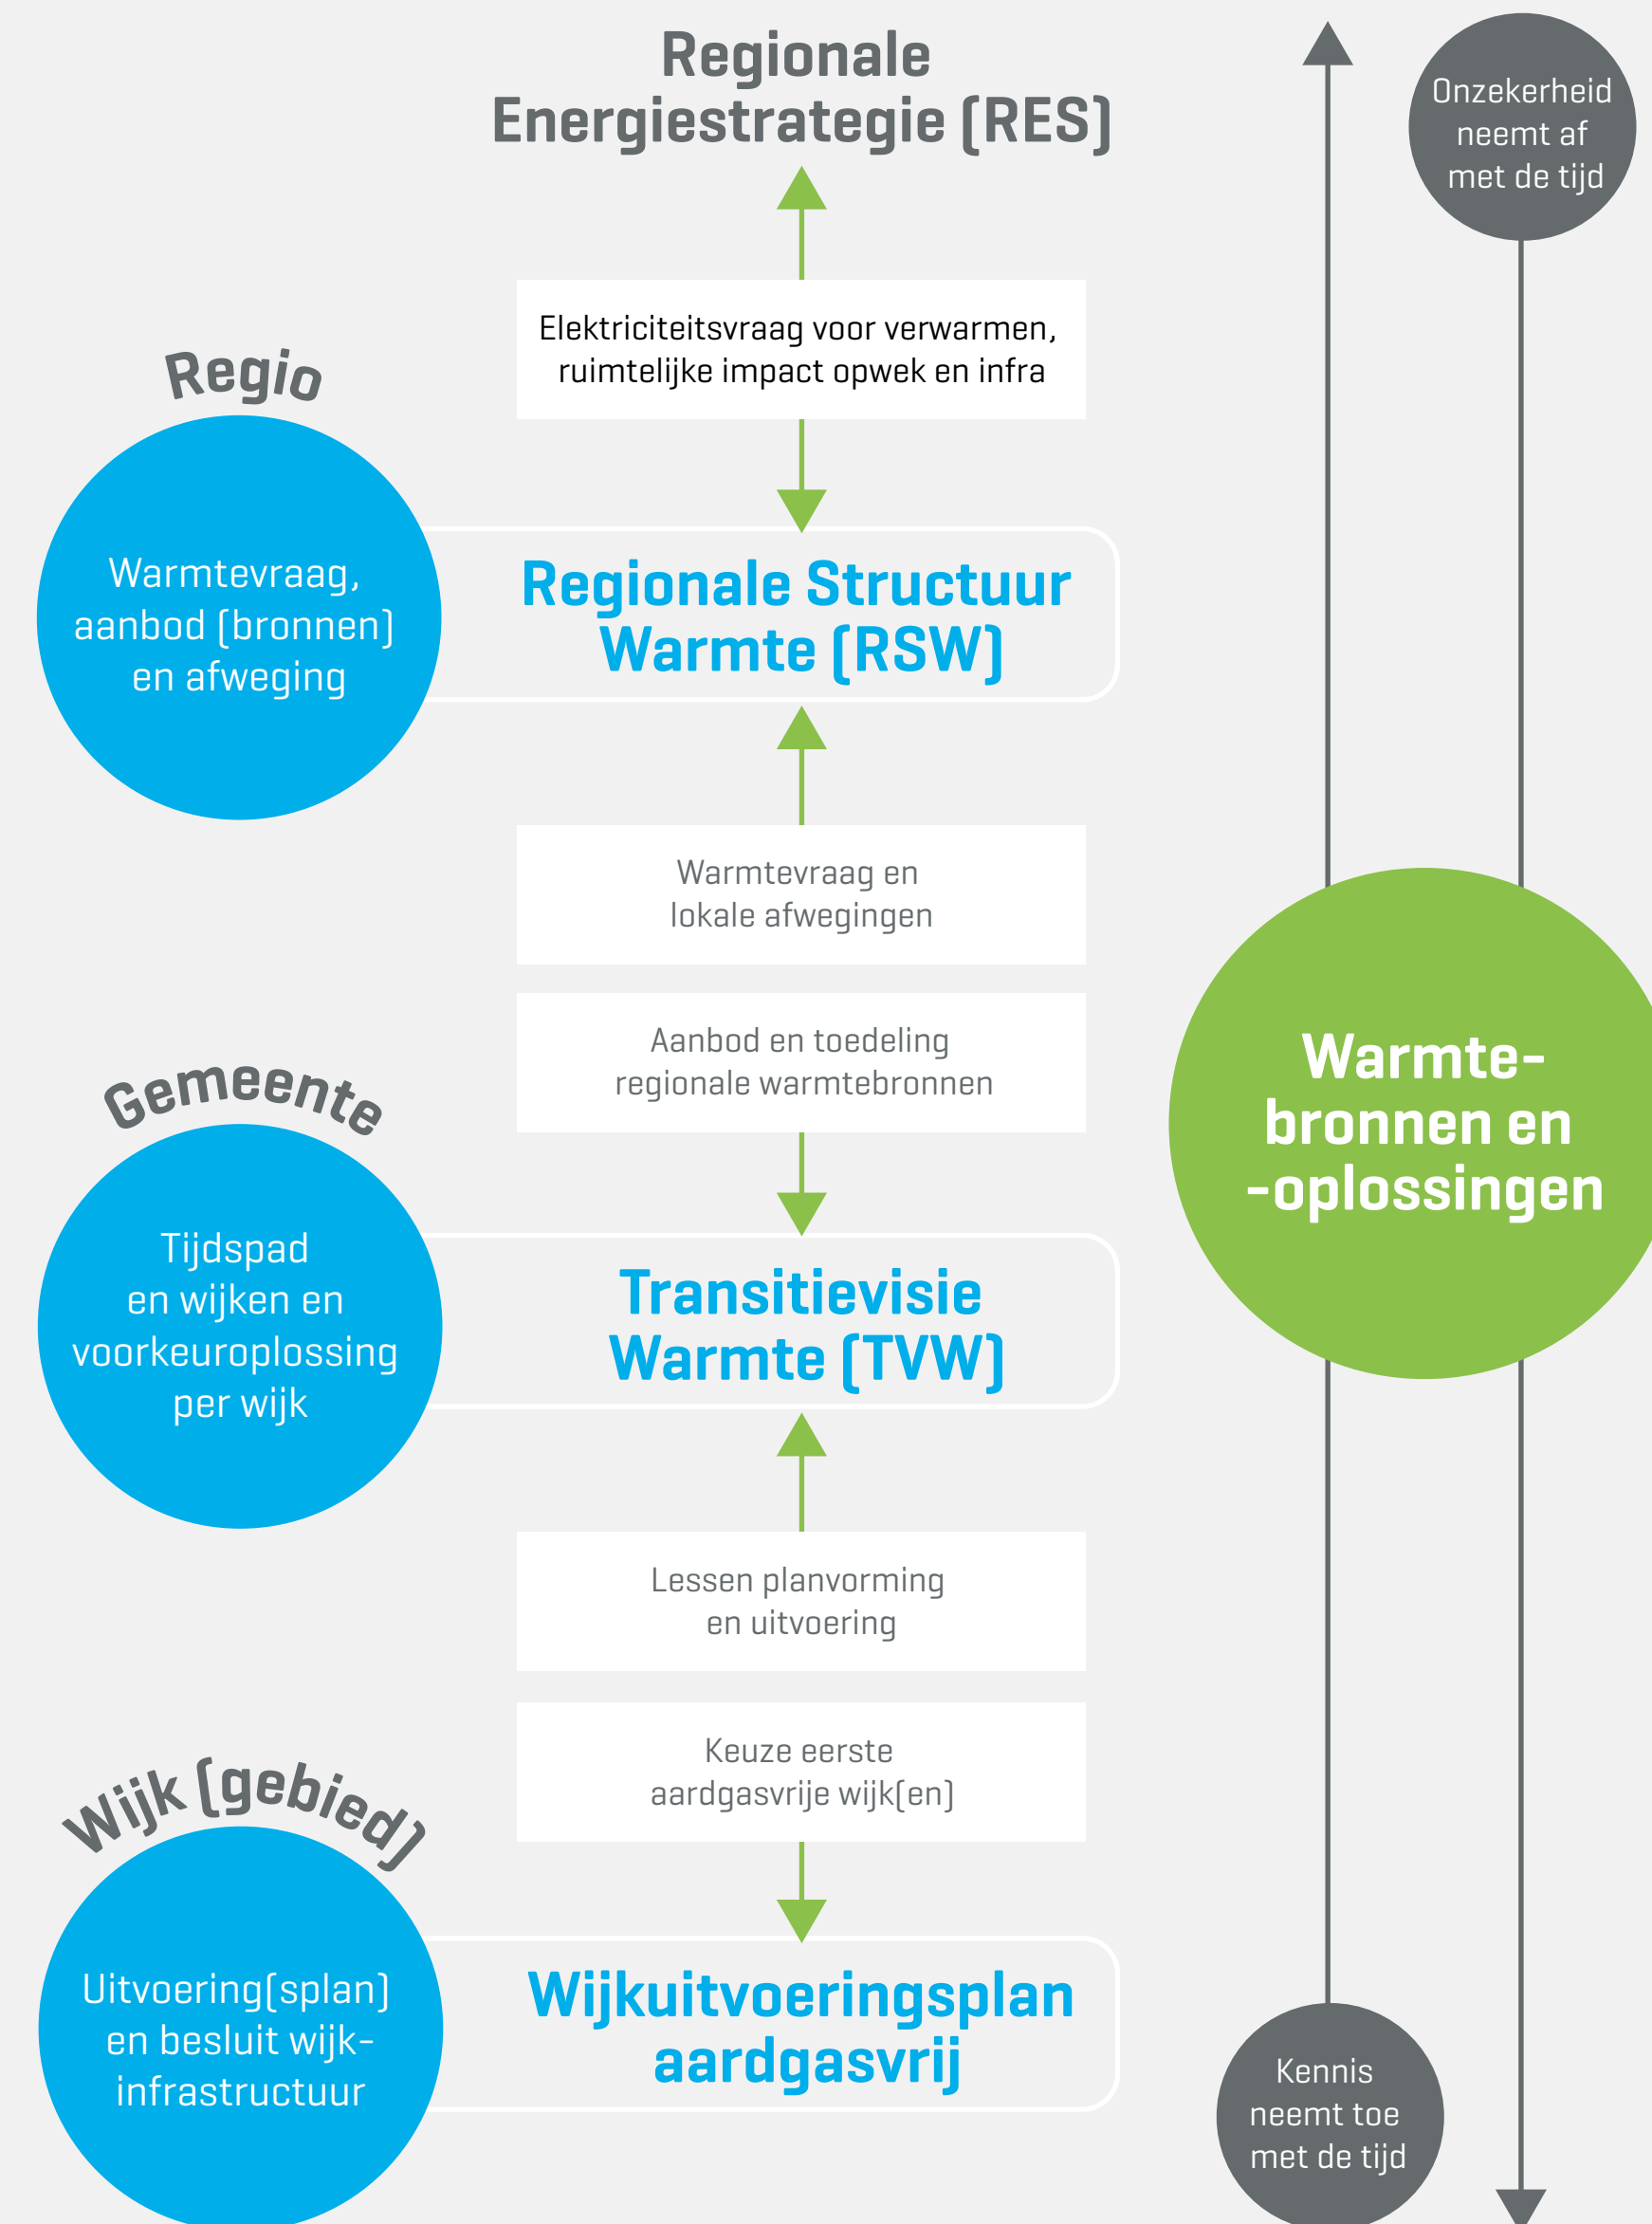 Regionale
Energiestrategie (RES)
Onzekerheid
neemt af
met de tijd
Elektriciteitsvraag voor verwarmen,
ruimtelijke impact opwek en infra
Regio
Warmtevraag,
aanbod (bronnen)
en afweging
Regionale Structuur
Warmte (RSW)
Warmtevraag en
lokale afwegingen
Aanbod en toedeling
regionale warmtebronnen
Warmte-
bronnen en
-oplossingen
Gemeente
Tijdspad
en wijken en
voorkeuroplossing
per wijk
Transitievisie
Warmte (TVW)
Lessen planvorming
en uitvoering
Keuze eerste
aardgasvrije wijk(en)
Wijk (gebied)
Uitvoering(splan)
en besluit wijk-
infrastructuur
Wijkuitvoeringsplan
aardgasvrij
Kennis
neemt toe
met de tijd